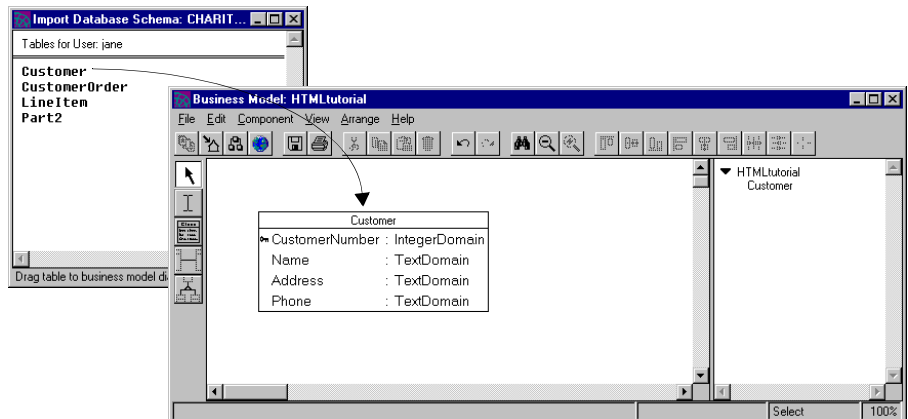 Import Database Schema: CHARIT...
Tables for User: jane
Customer
CustomerOrder
LineItem
Part2
Drag table to business model di
Business Model: HTMLtutorial
File Edit Component View Arrange Help
HTMLtutorial
Customer
Customer
CustomerNumber : IntegerDomain
Name : TextDomain
Address : TextDomain
Phone : TextDomain
Select 100%